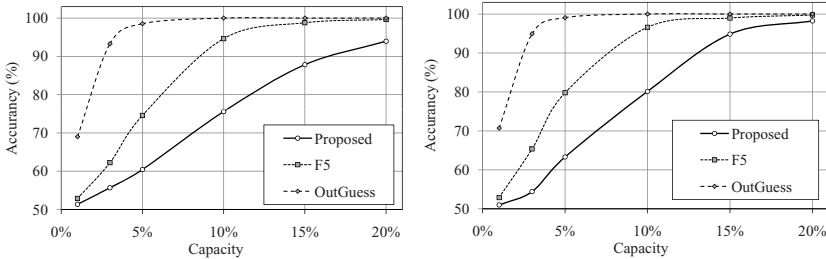 100
90
80
70
60
50
Accurancy (%)
0%
5%
10%
15%
20%
Capacity
Proposed
F5
OutGuess
100
90
80
70
60
50
Accurancy (%)
0%
5%
10%
15%
20%
Capacity
Proposed
F5
OutGuess